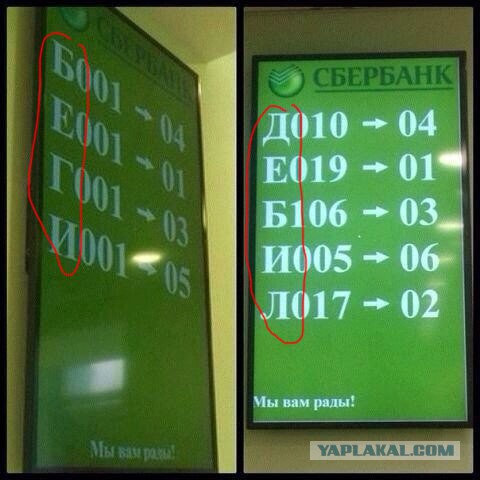 СБЕРБАНК
Б001 → 04
Е001 → 01
Г001 → 03
И001 → 05
Мы вам рады!
СБЕРБАНК
Д010 → 04
Е019 → 01
Б106 → 03
И005 → 06
Л017 → 02
Мы вам рады!
YAPLAKAL.COM